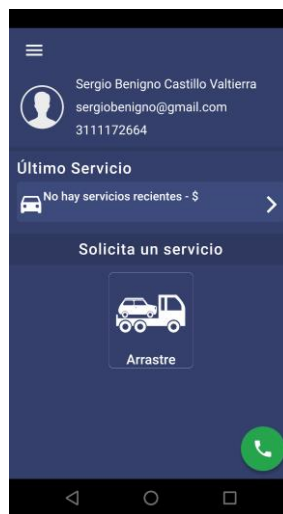 Sergio Benigno Castillo Valtierra
sergiobenigno@gmail.com
3111172664
Último Servicio
No hay servicios recientes - $
Solicita un servicio
Arrastre